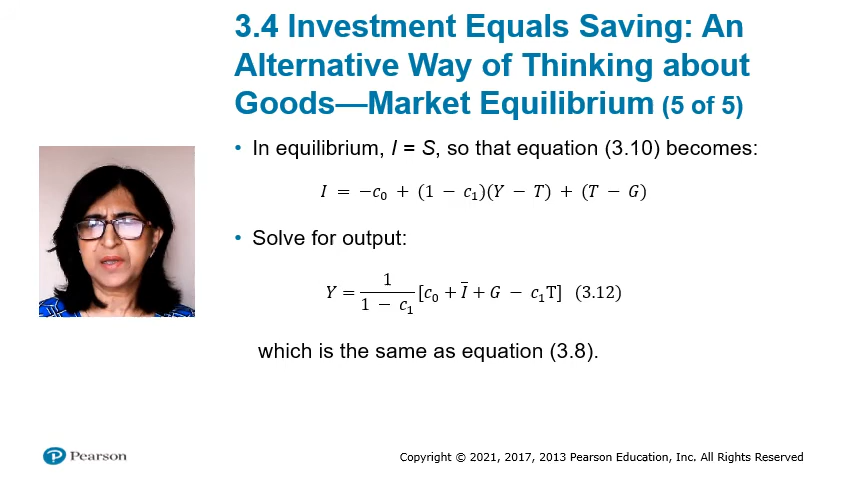 3.4 Investment Equals Saving: An
Alternative Way of Thinking about
Goods—Market Equilibrium (5 of 5)
• In equilibrium, I = S, so that equation (3.10) becomes:
I = −c₀ + (1 − c₁)(Y − T) + (T − G)
• Solve for output:
Y = 1 / (1 − c₁) [c₀ + Ī + G − c₁T] (3.12)
which is the same as equation (3.8).
Pearson
Copyright © 2021, 2017, 2013 Pearson Education, Inc. All Rights Reserved